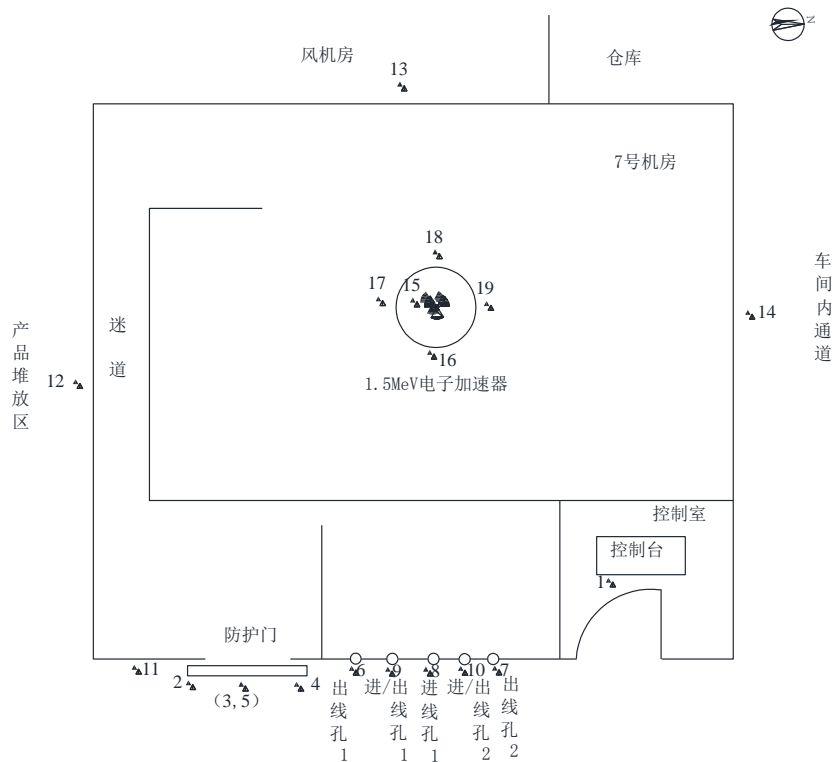 N
风机房
仓库
13
7号机房
18
17
15
19
车间内通道
14
产品堆放区
迷道
12
16
1.5MeV电子加速器
控制室
控制台
1
防护门
11
2
(3,5)
4
6
9
8
10
7
出线孔1
进/出线孔1
进线孔1
进/出线孔2
出线孔2